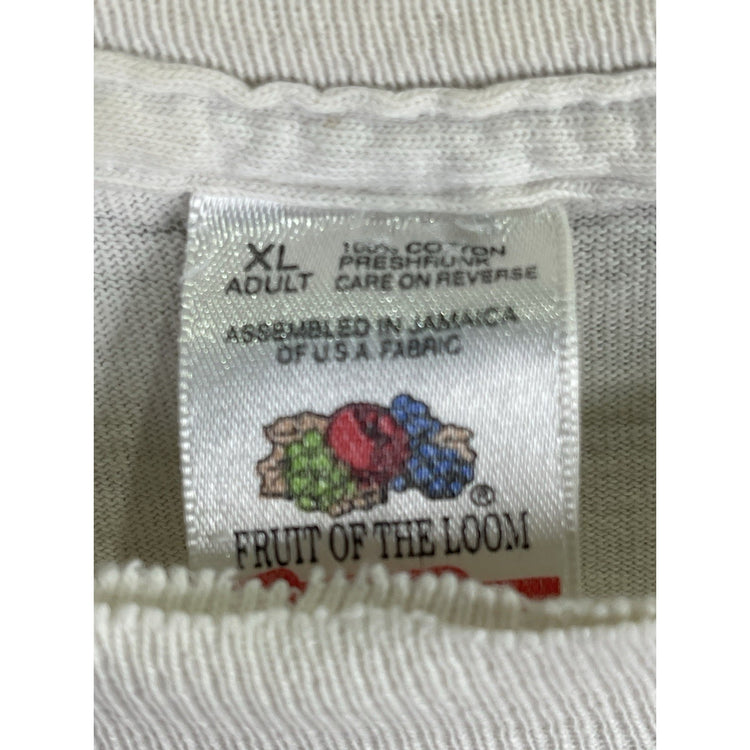 XL
ADULT
100% COTTON
PRESHRUNK
CARE ON REVERSE
ASSEMBLED IN JAMAICA
OF U.S.A. FABRIC
®
FRUIT OF THE LOOM